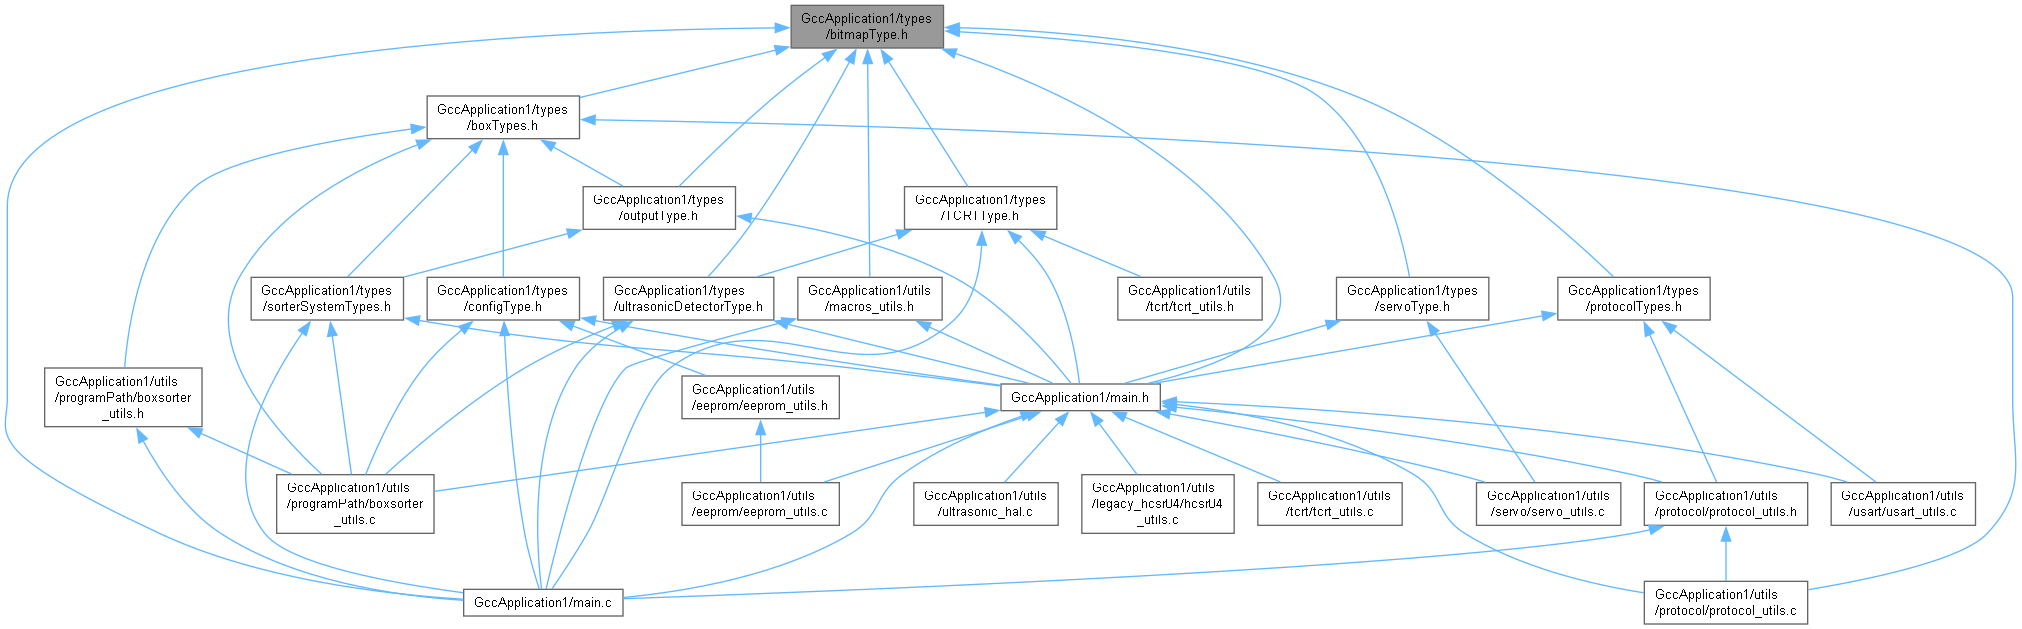 GccApplication1/types
/bitmapType.h
GccApplication1/types
/boxTypes.h
GccApplication1/types
/outputType.h
GccApplication1/types
/TCRTType.h
GccApplication1/types
/sorterSystemTypes.h
GccApplication1/types
/configType.h
GccApplication1/types
/ultrasonicDetectorType.h
GccApplication1/utils
/macros_utils.h
GccApplication1/utils
/tcrt/tcrt_utils.h
GccApplication1/types
/servoType.h
GccApplication1/types
/protocolTypes.h
GccApplication1/utils
/programPath/boxsorter
_utils.h
GccApplication1/utils
/eeprom/eeprom_utils.h
GccApplication1/main.h
GccApplication1/utils
/programPath/boxsorter
_utils.c
GccApplication1/utils
/eeprom/eeprom_utils.c
GccApplication1/utils
/ultrasonic_hal.c
GccApplication1/utils
/legacy_hcsr04/hcsr04
_utils.c
GccApplication1/utils
/tcrt/tcrt_utils.c
GccApplication1/utils
/servo/servo_utils.c
GccApplication1/utils
/protocol/protocol_utils.h
GccApplication1/utils
/usart/usart_utils.c
GccApplication1/main.c
GccApplication1/utils
/protocol/protocol_utils.c